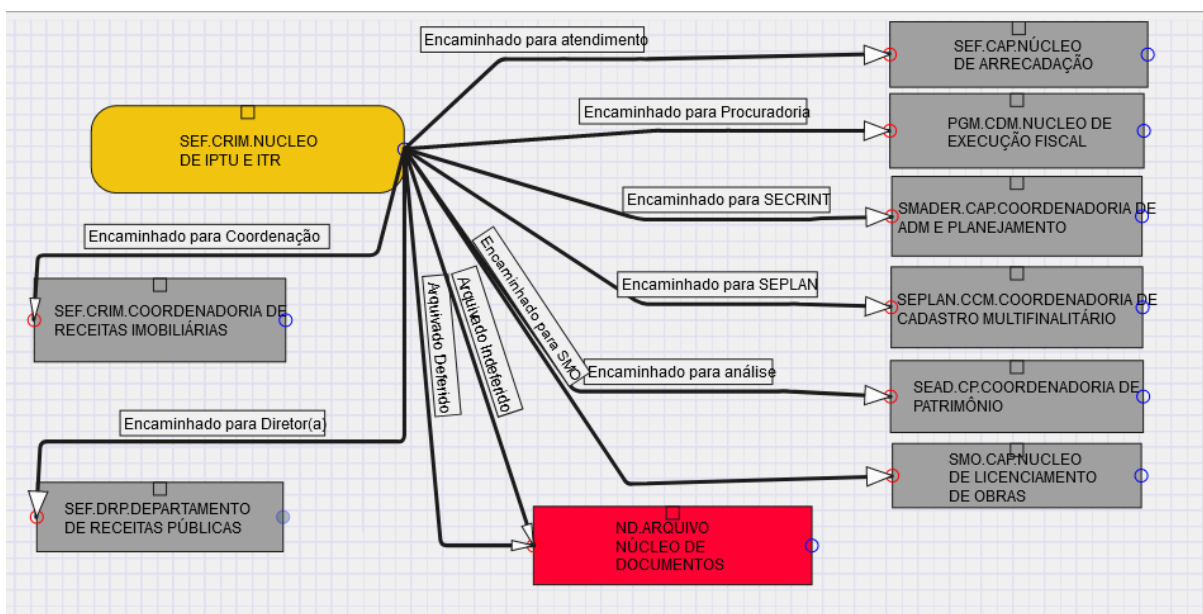 Encaminhado para atendimento
SEF.CAP.NÚCLEO
DE ARRECADAÇÃO
Encaminhado para Procuradoria
PGM.CDM.NUCLEO DE
EXECUÇÃO FISCAL
SEF.CRIM.NUCLEO
DE IPTU E ITR
Encaminhado para SECRINT
SMADER.CAP.COORDENADORIA DE
ADM E PLANEJAMENTO
Encaminhado para Coordenação
Encaminhado para SEPLAN
SEPLAN.CCM.COORDENADORIA DE
CADASTRO MULTIFINALITÁRIO
SEF.CRIM.COORDENADORIA DE
RECEITAS IMOBILIÁRIAS
Arquivado Deferido
Arquivado Indeferido
Encaminhado para SMO
Encaminhado para análise
SEAD.CP.COORDENADORIA DE
PATRIMÔNIO
Encaminhado para Diretor(a)
SMO.CAP.NUCLEO
DE LICENCIAMENTO
DE OBRAS
SEF.DRP.DEPARTAMENTO
DE RECEITAS PÚBLICAS
ND.ARQUIVO
NÚCLEO DE
DOCUMENTOS